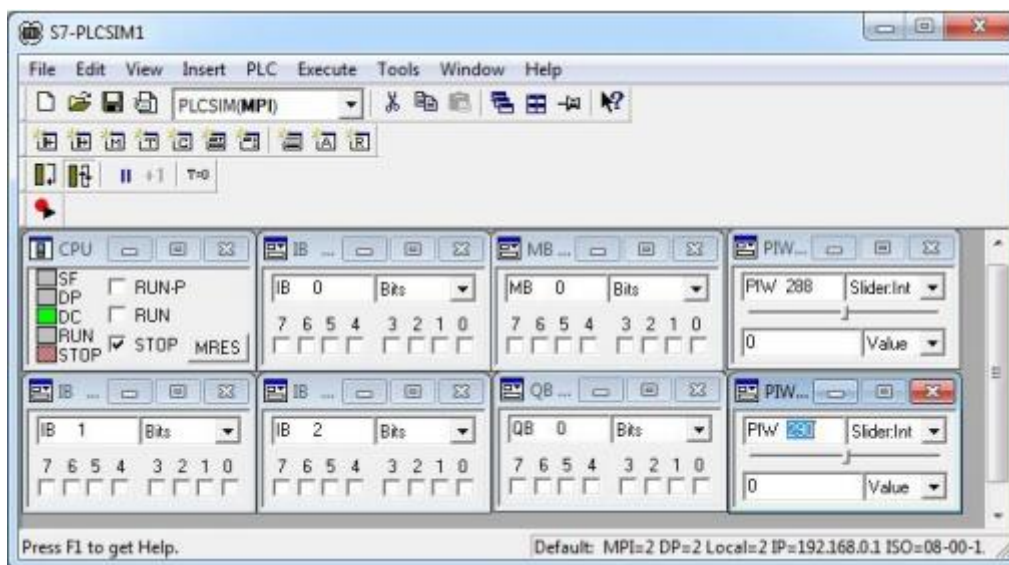 S7-PLCSIM1
File Edit View Insert PLC Execute Tools Window Help
PLCSIM(MPI)
+1 T=0
CPU
SF
DP
DC
RUN
STOP
RUN-P
RUN
STOP
MRES
IB ...
IB 0 Bits
7 6 5 4 3 2 1 0
MB ...
MB 0 Bits
7 6 5 4 3 2 1 0
PIW...
PIW 288 Slider:Int
0 Value
IB ...
IB 1 Bits
7 6 5 4 3 2 1 0
IB ...
IB 2 Bits
7 6 5 4 3 2 1 0
QB ...
QB 0 Bits
7 6 5 4 3 2 1 0
PIW...
PIW 290 Slider:Int
0 Value
Press F1 to get Help.
Default: MPI=2 DP=2 Local=2 IP=192.168.0.1 ISO=08-00-1.